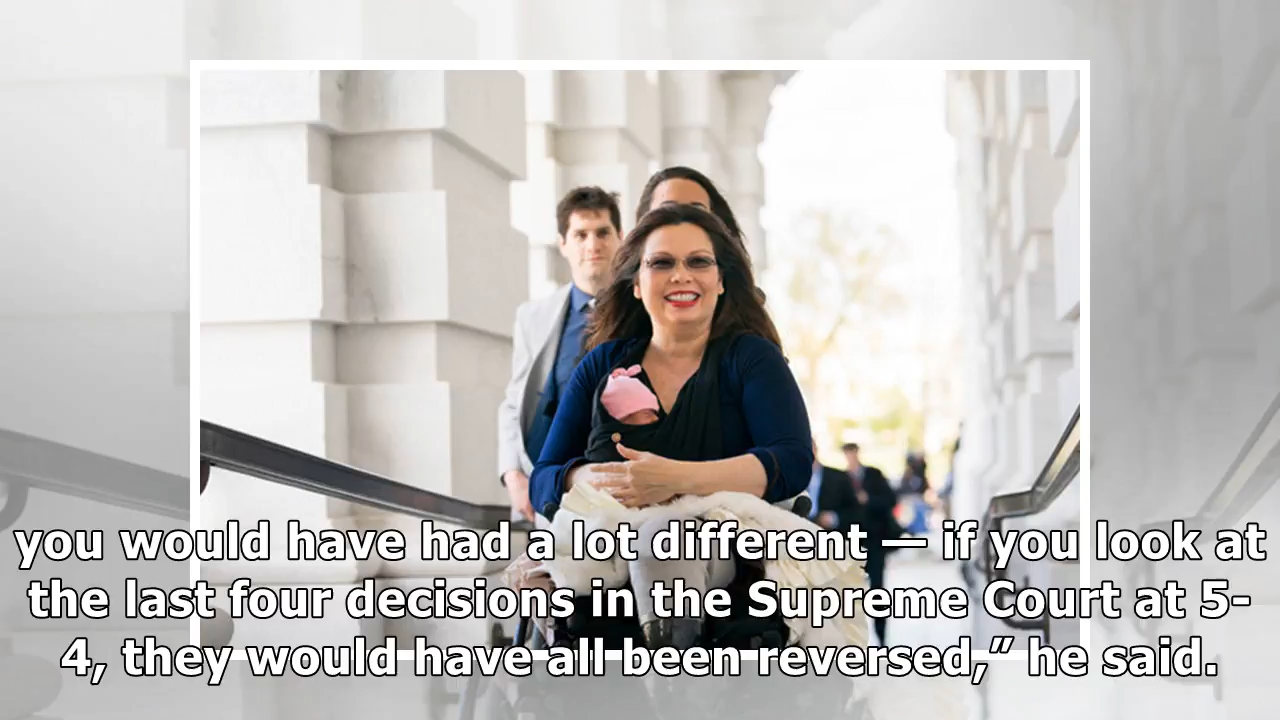 you would have had a lot different — if you look at
the last four decisions in the Supreme Court at 5-
4, they would have all been reversed,” he said.